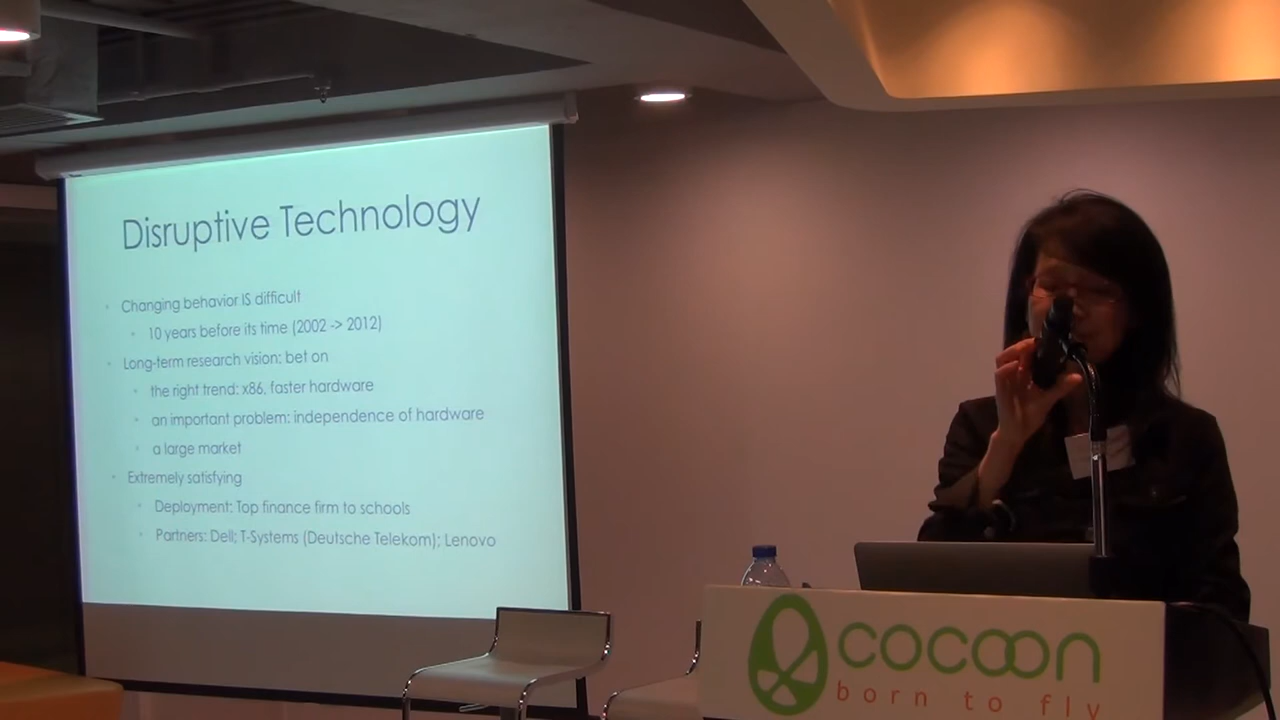 Disruptive Technology
Changing behavior IS difficult
10 years before its time (2002 -> 2012)
Long-term research vision: bet on
the right trend: x86, faster hardware
an important problem: independence of hardware
a large market
Extremely satisfying
Deployment: Top finance firm to schools
Partners: Dell; T-Systems (Deutsche Telekom); Lenovo
cocoon
born to fly